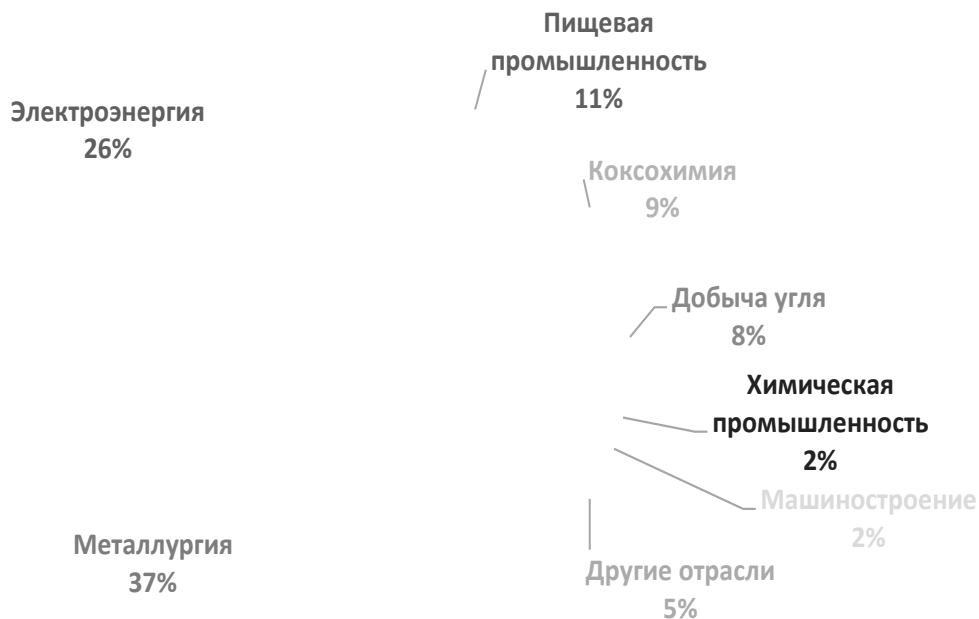 Пищевая
промышленность
11%
Электроэнергия
26%
Коксохимия
9%
Добыча угля
8%
Химическая
промышленность
2%
Машиностроение
2%
Металлургия
37%
Другие отрасли
5%